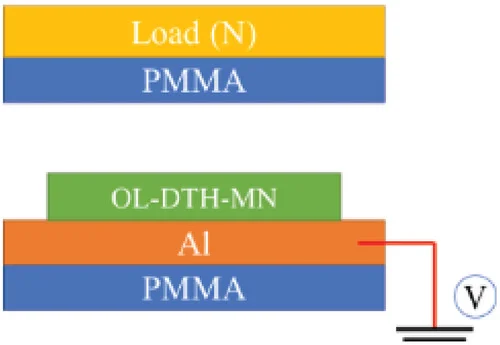 Load (N)
PMMA
OL-DTH-MN
Al
PMMA
V